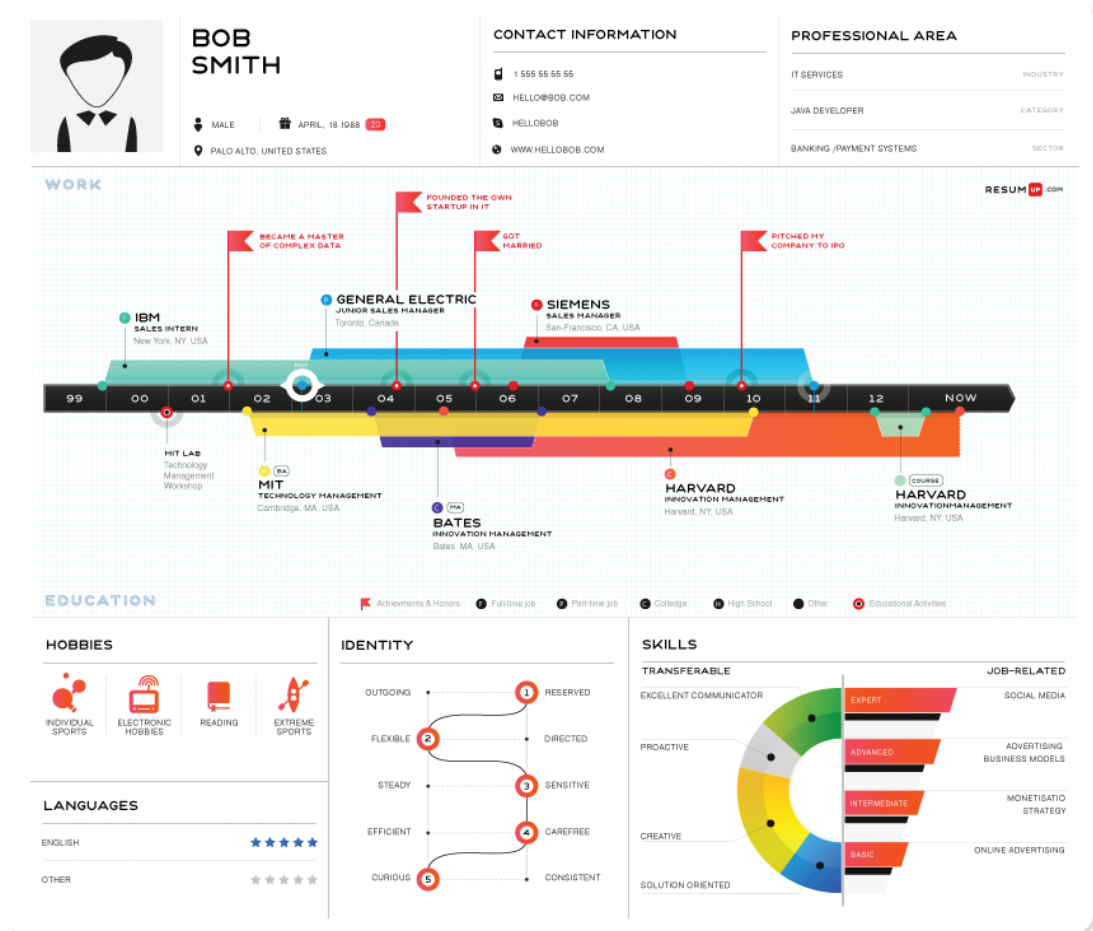 BOB
SMITH
MALE
APRIL, 18 1988 23
PALO ALTO, UNITED STATES
CONTACT INFORMATION
1 555 55 55 55
HELLO@BOB.COM
HELLOBOB
WWW.HELLOBOB.COM
PROFESSIONAL AREA
IT SERVICES INDUSTRY
JAVA DEVELOPER CATEGORY
BANKING /PAYMENT SYSTEMS SECTOR
WORK
RESUMUP.COM
BECAME A MASTER
OF COMPLEX DATA
FOUNDED THE OWN
STARTUP IN IT
GOT
MARRIED
PITCHED MY
COMPANY TO IPO
IBM
SALES INTERN
New York, NY, USA
P GENERAL ELECTRIC
JUNIOR SALES MANAGER
Toronto, Canada
SIEMENS
SALES MANAGER
San-Francisco, CA, USA
99 00 01 02 03 04 05 06 07 08 09 10 11 12 NOW
MIT LAB
Technology
Management
Workshop
BA
MIT
TECHNOLOGY MANAGEMENT
Cambridge, MA, USA
C MA
BATES
INNOVATION MANAGEMENT
Bates, MA, USA
C
HARVARD
INNOVATION MANAGEMENT
Harvard, NY, USA
COURSE
HARVARD
INNOVATIONMANAGEMENT
Harvard, NY, USA
EDUCATION
Achievments & Honors
F Full-time job
P Part-time job
C Colledge
H High School
Other
Educational Activities
HOBBIES
INDIVIDUAL
SPORTS
ELECTRONIC
HOBBIES
READING
EXTREME
SPORTS
LANGUAGES
ENGLISH
OTHER
IDENTITY
OUTGOING 1 RESERVED
FLEXIBLE 2 DIRECTED
STEADY 3 SENSITIVE
EFFICIENT 4 CAREFREE
CURIOUS 5 CONSISTENT
SKILLS
TRANSFERABLE
EXCELLENT COMMUNICATOR
PROACTIVE
CREATIVE
SOLUTION ORIENTED
JOB-RELATED
EXPERT SOCIAL MEDIA
ADVANCED ADVERTISING
BUSINESS MODELS
INTERMEDIATE MONETISATIO
STRATEGY
BASIC ONLINE ADVERTISING